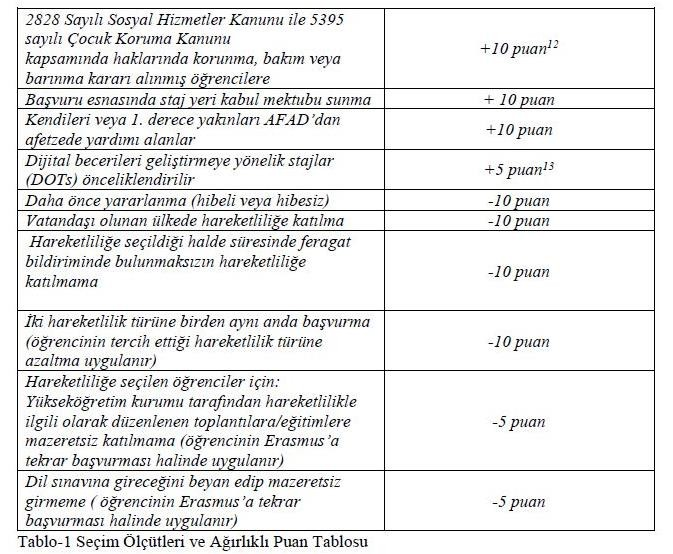 2828 Sayılı Sosyal Hizmetler Kanunu ile 5395
sayılı Çocuk Koruma Kanunu
kapsamında haklarında korunma, bakım veya
barınma kararı alınmış öğrencilere
+10 puan12
Başvuru esnasında staj yeri kabul mektubu sunma
+ 10 puan
Kendileri veya 1. derece yakınları AFAD’dan
afetzede yardımı alanlar
+10 puan
Dijital becerileri geliştirmeye yönelik stajlar
(DOTs) önceliklendirilir
+5 puan13
Daha önce yararlanma (hibeli veya hibesiz)
-10 puan
Vatandaşı olunan ülkede hareketliliğe katılma
-10 puan
Hareketliliğe seçildiği halde süresinde feragat
bildiriminde bulunmaksızın hareketliliğe
katılmama
-10 puan
İki hareketlilik türüne birden aynı anda başvurma
(öğrencinin tercih ettiği hareketlilik türüne
azaltma uygulanır)
-10 puan
Hareketliliğe seçilen öğrenciler için:
Yükseköğretim kurumu tarafından hareketlilikle
ilgili olarak düzenlenen toplantılara/eğitimlere
mazeretsiz katılmama (öğrencinin Erasmus’a
tekrar başvurması halinde uygulanır)
-5 puan
Dil sınavına gireceğini beyan edip mazeretsiz
girmeme ( öğrencinin Erasmus’a tekrar
başvurması halinde uygulanır)
-5 puan
Tablo-1 Seçim Ölçütleri ve Ağırlıklı Puan Tablosu